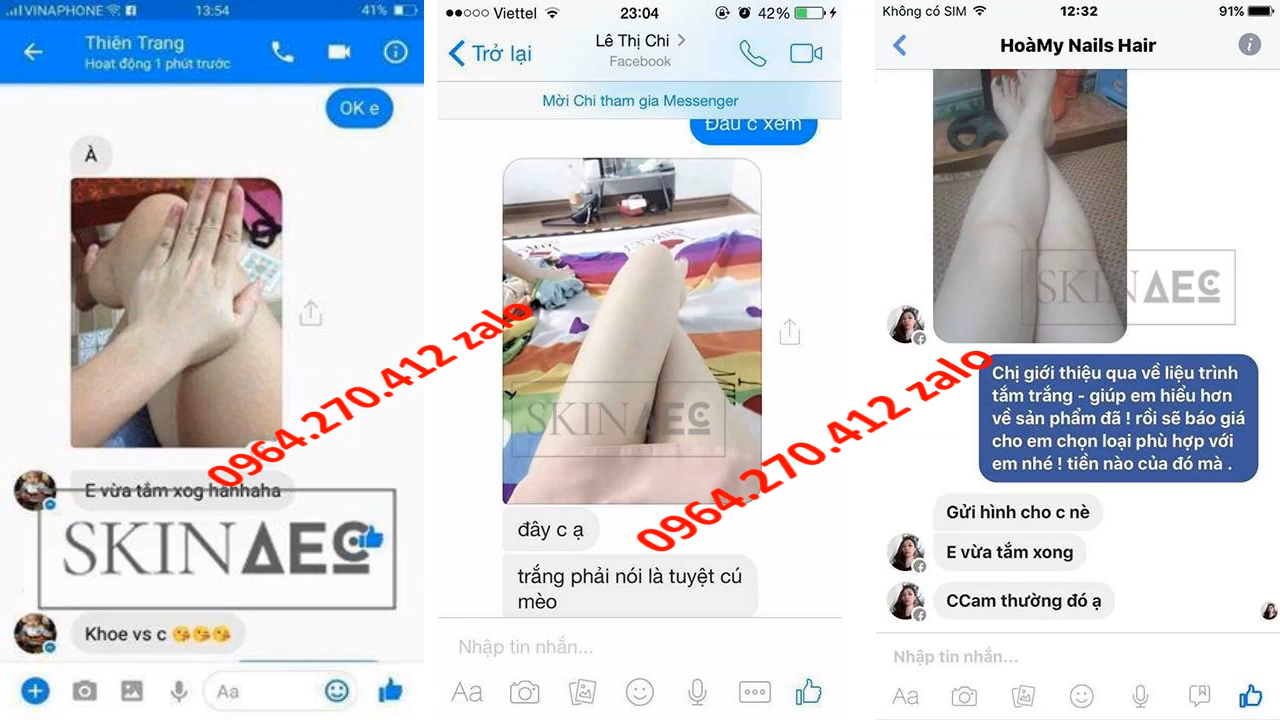 VINAPHONE
13:54
41%
Thiên Trang
Hoạt động 1 phút trước
OK e
À
E vừa tắm xog hanhaha
SKINAEC
Khoe vs c 😘😘😘
Aa
Viettel
23:04
42%
Trở lại
Lê Thị Chi
Facebook
Mời Chi tham gia Messenger
Đâu c xem
SKINAEC
đây c ạ
trắng phải nói là tuyệt cú
mèo
Nhập tin nhắn...
Aa
Không có SIM
12:32
91%
HoàMy Nails Hair
SKINAEC
Chị giới thiệu qua về liệu trình
tắm trắng - giúp em hiểu hơn
về sản phẩm đã ! rồi sẽ báo giá
cho em chọn loại phù hợp với
em nhé ! tiền nào của đó mà .
Gửi hình cho c nè
E vừa tắm xong
CCam thường đó ạ
Nhập tin nhắn...
Aa
0964.270.412 zalo
0964.270.412 zalo